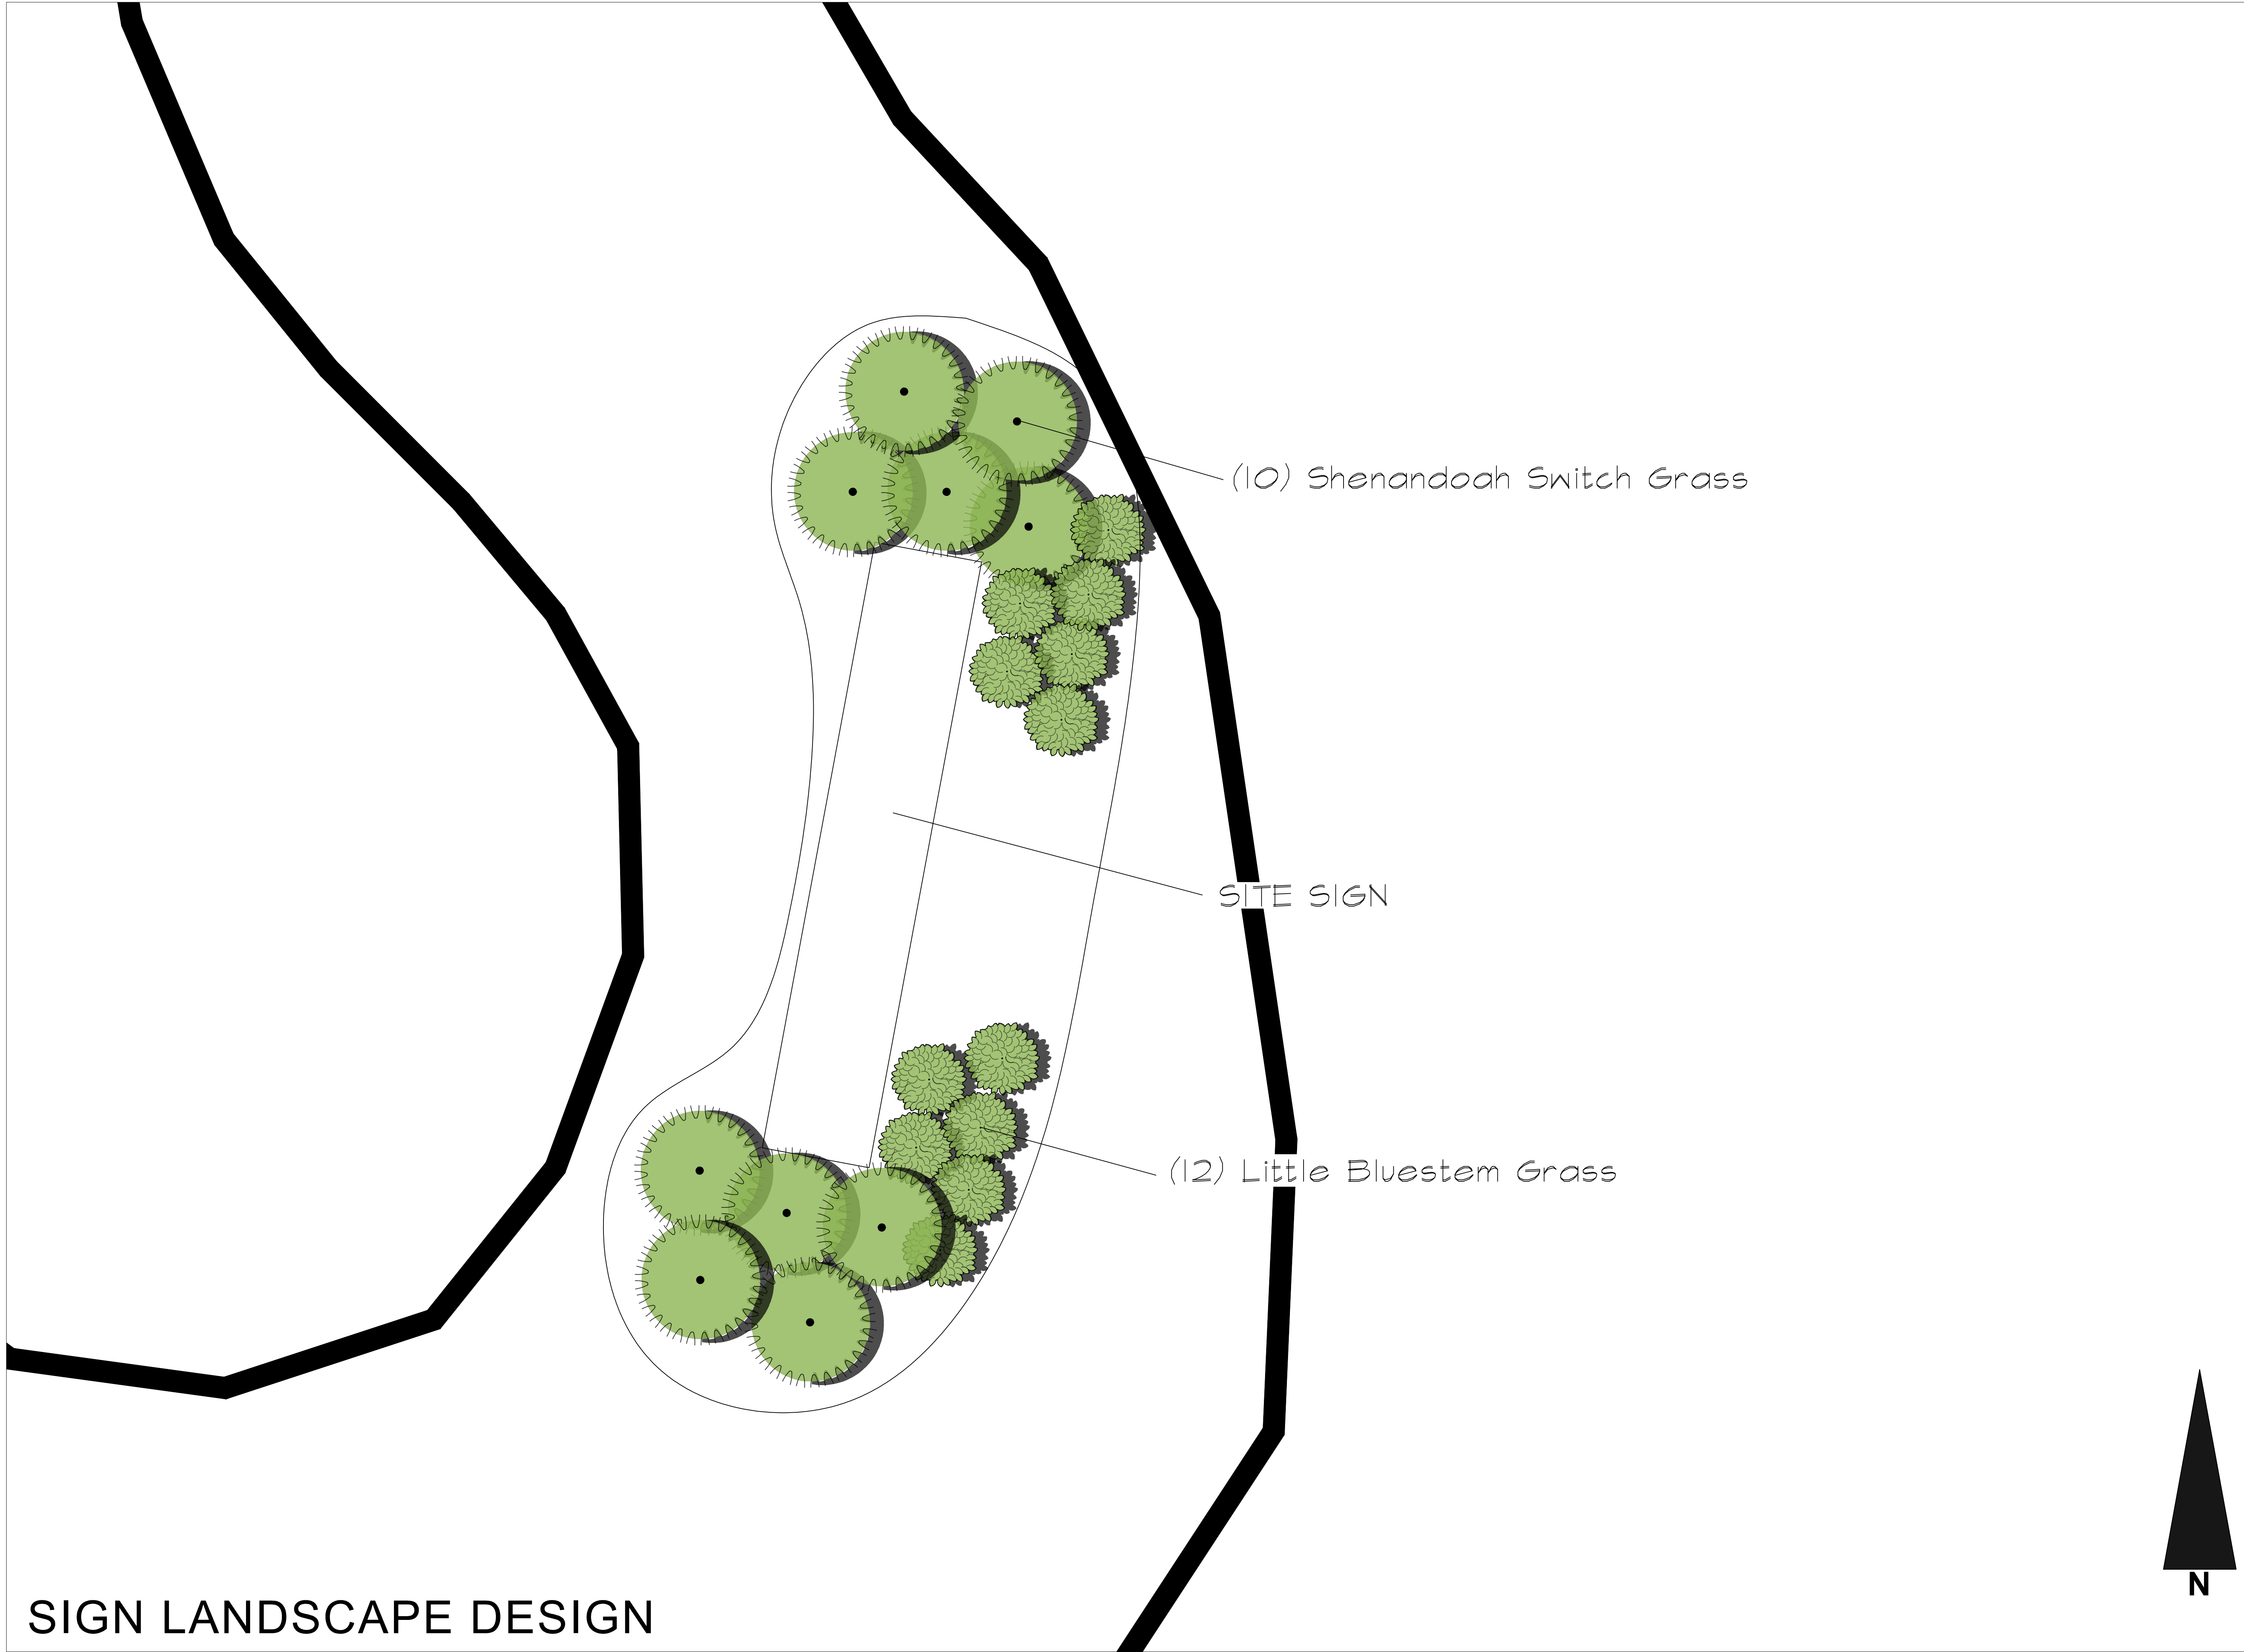 (10) Shenandoah Switch Grass
SITE SIGN
(12) Little Bluestem Grass
N
SIGN LANDSCAPE DESIGN